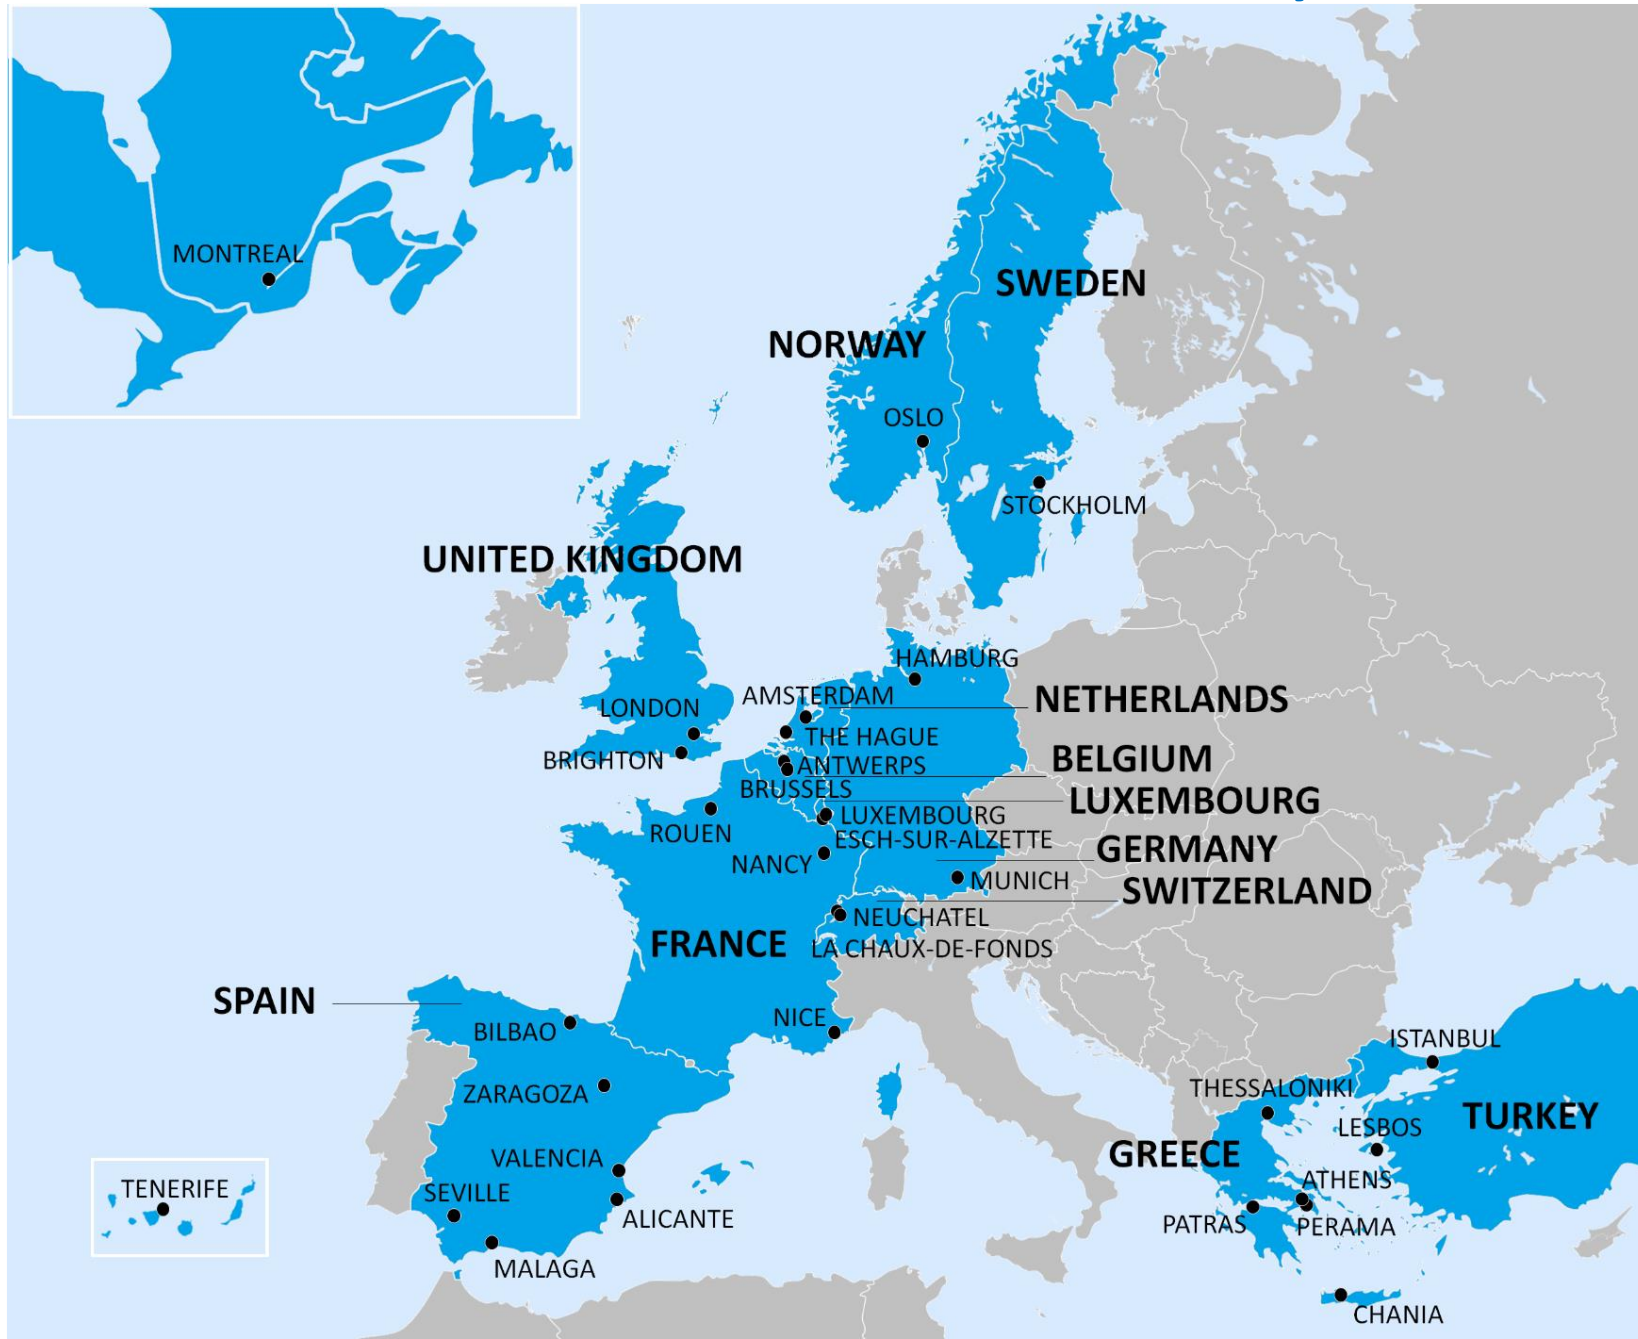 MONTREAL
SWEDEN
NORWAY
OSLO
STOCKHOLM
UNITED KINGDOM
HAMBURG
AMSTERDAM
NETHERLANDS
LONDON
THE HAGUE
BRIGHTON
ANTWERPS
BELGIUM
BRUSSELS
LUXEMBOURG
LUXEMBOURG
ROUEN
ESCH-SUR-ALZETTE
GERMANY
NANCY
MUNICH
SWITZERLAND
NEUCHATEL
FRANCE
LA CHAUX-DE-FONDS
SPAIN
NICE
BILBAO
ISTANBUL
ZARAGOZA
THESSALONIKI
TURKEY
LESBOS
VALENCIA
GREECE
ATHENS
TENERIFE
SEVILLE
ALICANTE
PATRAS
PERAMA
MALAGA
CHANIA